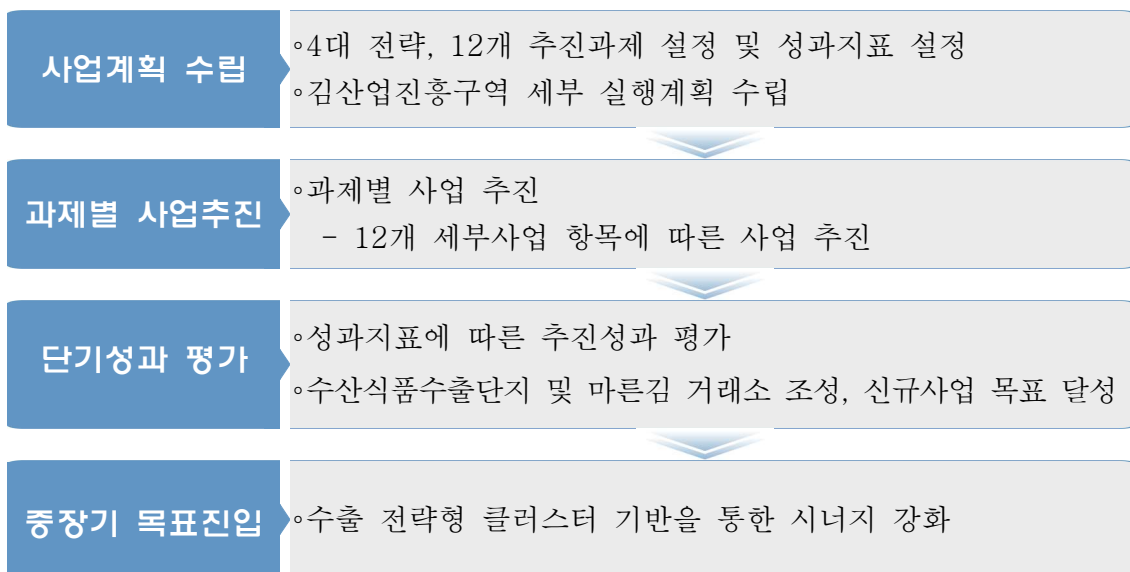 사업계획 수립
∘4대 전략, 12개 추진과제 설정 및 성과지표 설정
∘김산업진흥구역 세부 실행계획 수립
과제별 사업추진
∘과제별 사업 추진
- 12개 세부사업 항목에 따른 사업 추진
단기성과 평가
∘성과지표에 따른 추진성과 평가
∘수산식품수출단지 및 마른김 거래소 조성, 신규사업 목표 달성
중장기 목표진입
∘수출 전략형 클러스터 기반을 통한 시너지 강화